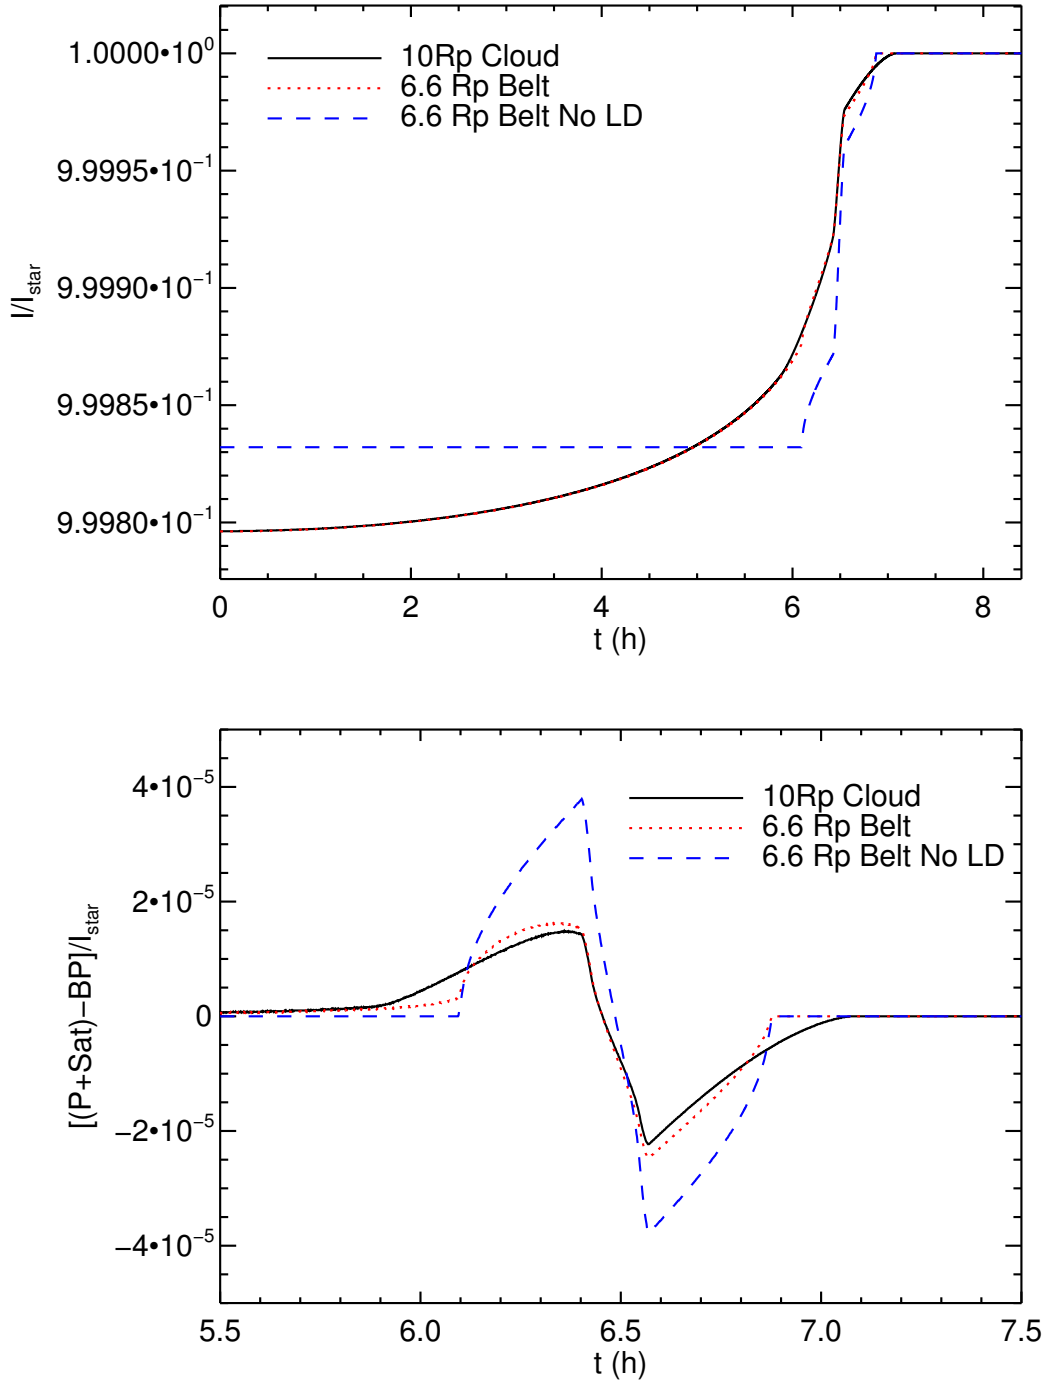 1.0000•10⁰
9.9995•10⁻¹
9.9990•10⁻¹
9.9985•10⁻¹
9.9980•10⁻¹
I/I_star
10Rp Cloud
6.6 Rp Belt
6.6 Rp Belt No LD
0 2 4 6 8
t (h)
4•10⁻⁵
2•10⁻⁵
0
−2•10⁻⁵
−4•10⁻⁵
[(P+Sat)−BP]/I_star
10Rp Cloud
6.6 Rp Belt
6.6 Rp Belt No LD
5.5 6.0 6.5 7.0 7.5
t (h)